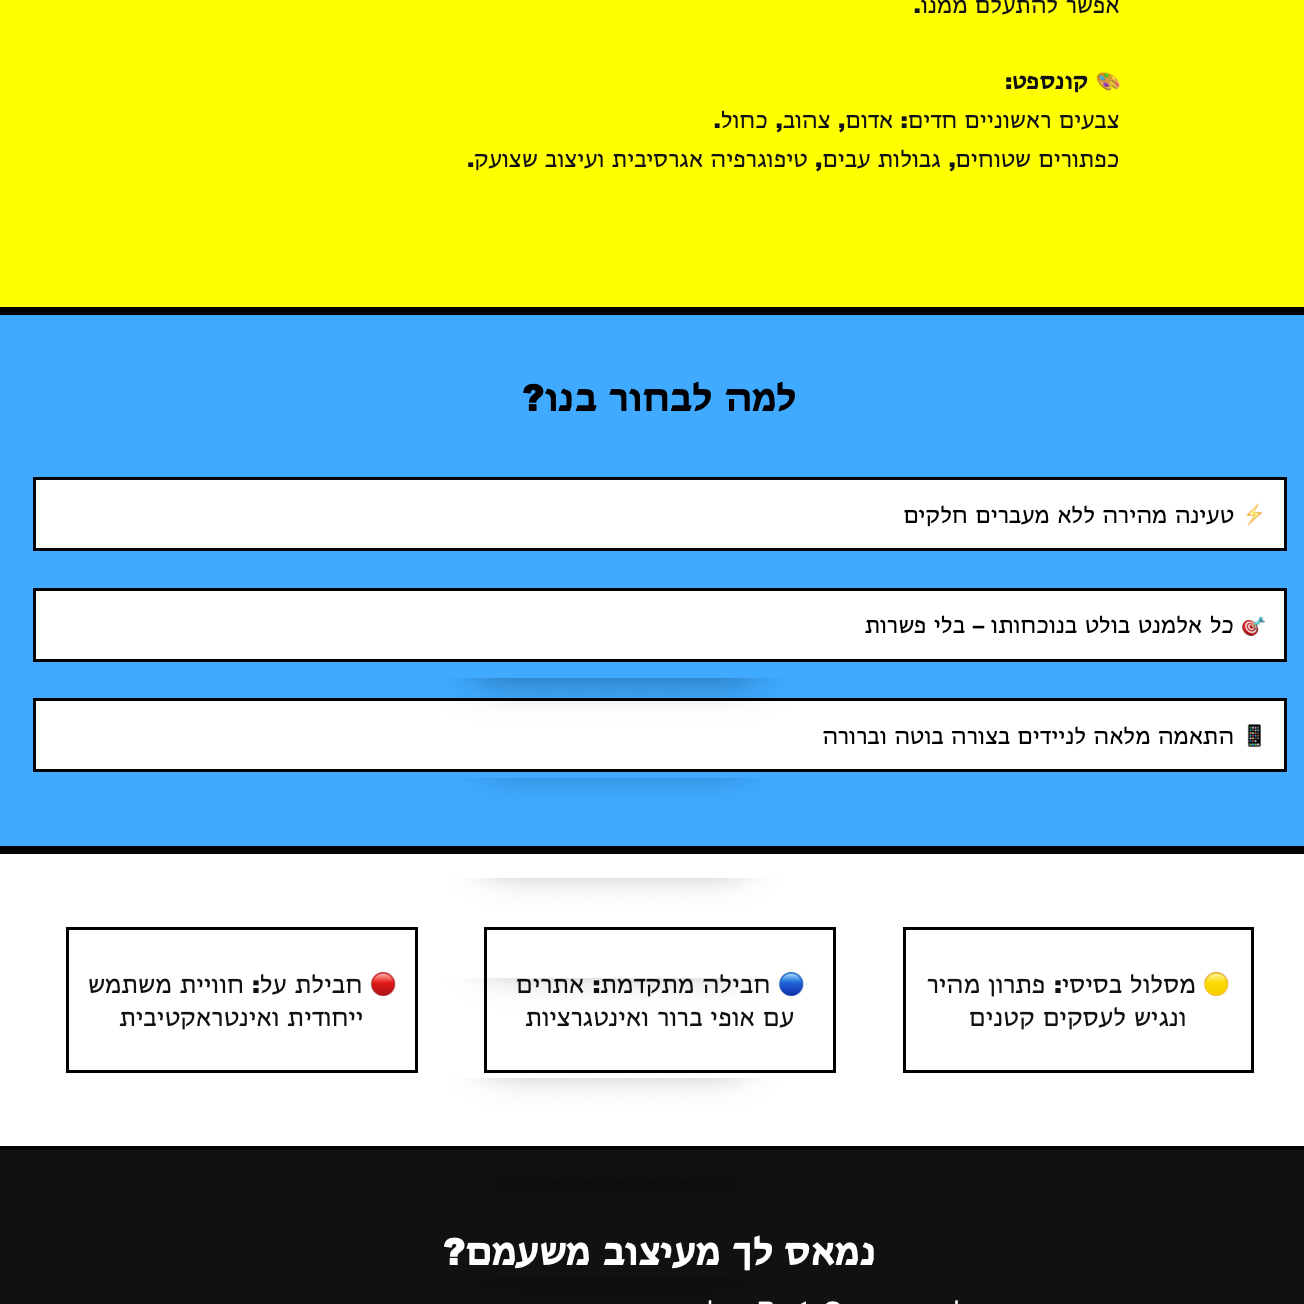 אפשר להתעלם ממנו.
🎨 קונספט:
צבעים ראשוניים חדים: אדום, צהוב, כחול.
כפתורים שטוחים, גבולות עבים, טיפוגרפיה אגרסיבית ועיצוב שצועק.
למה לבחור בנו?
⚡ טעינה מהירה ללא מעברים חלקים
🎯 כל אלמנט בולט בנוכחותו – בלי פשרות
📱 התאמה מלאה לניידים בצורה בוטה וברורה
🟡 מסלול בסיסי: פתרון מהיר
ונגיש לעסקים קטנים
🔵 חבילה מתקדמת: אתרים
עם אופי ברור ואינטגרציות
🔴 חבילת על: חוויית משתמש
ייחודית ואינטראקטיבית
נמאס לך מעיצוב משעמם?